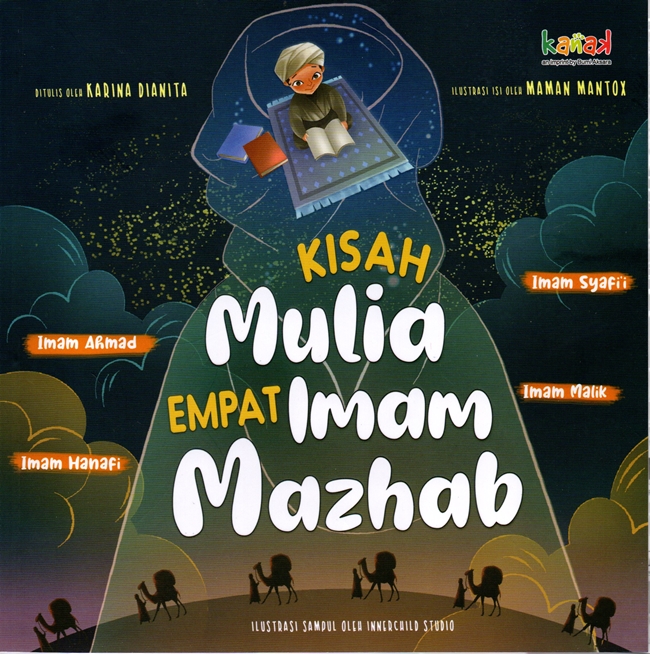 kanak
an imprint by Bumi Aksara
DITULIS OLEH KARINA DIANITA
ILUSTRASI ISI OLEH MAMAN MANTOX
KISAH
Mulia
EMPAT Imam
Mazhab
Imam Syafi'i
Imam Ahmad
Imam Malik
Imam Hanafi
ILUSTRASI SAMPUL OLEH INNERCHILD STUDIO